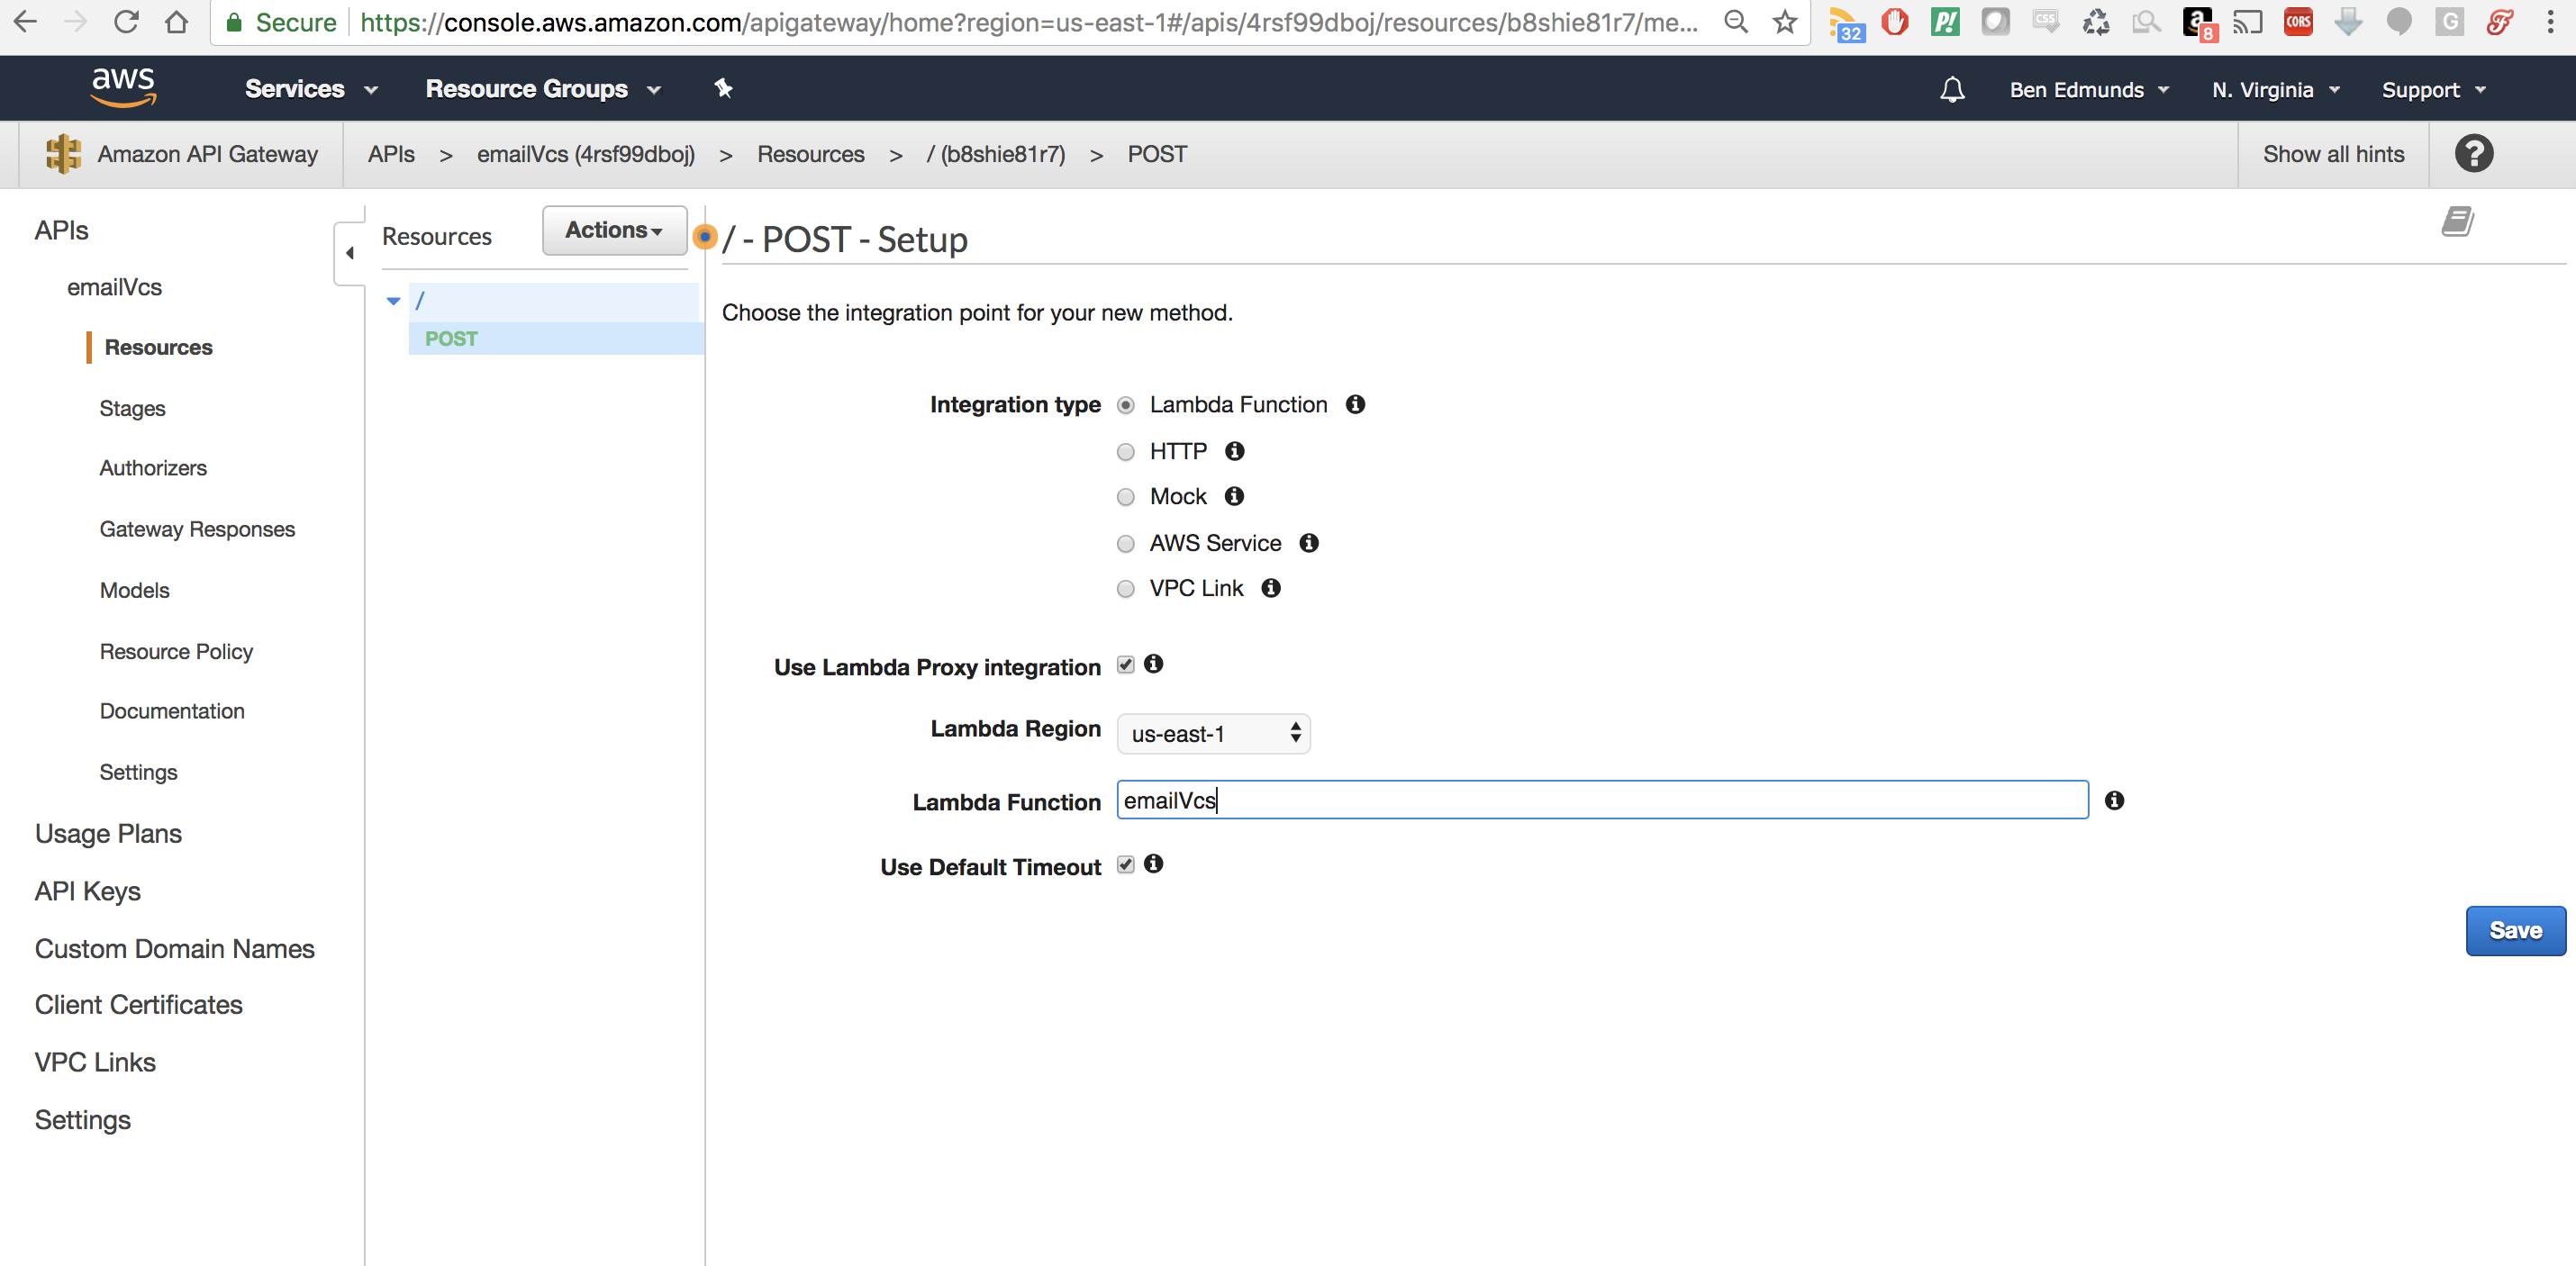 Secure https://console.aws.amazon.com/apigateway/home?region=us-east-1#/apis/4rsf99dboj/resources/b8shie81r7/me...
32 P! CSS a 8 CORS G F
aws Services Resource Groups Ben Edmunds N. Virginia Support
Amazon API Gateway APIs > emailVcs (4rsf99dboj) > Resources > / (b8shie81r7) > POST Show all hints ?
APIs
emailVcs
Resources
Stages
Authorizers
Gateway Responses
Models
Resource Policy
Documentation
Settings
Usage Plans
API Keys
Custom Domain Names
Client Certificates
VPC Links
Settings
Resources Actions
/
POST
/ - POST - Setup
Choose the integration point for your new method.
Integration type Lambda Function
HTTP
Mock
AWS Service
VPC Link
Use Lambda Proxy integration
Lambda Region us-east-1
Lambda Function emailVcs
Use Default Timeout
Save